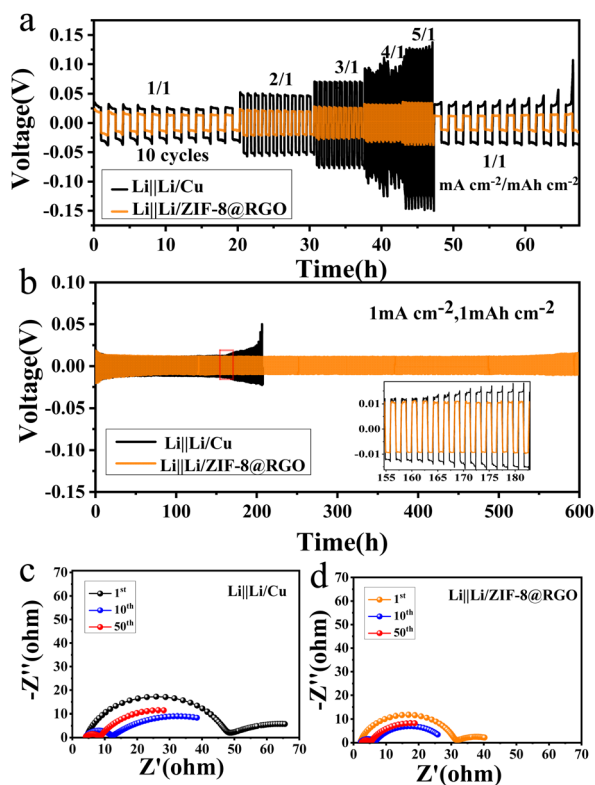 a
Voltage(V)
0.15
0.10
0.05
0.00
-0.05
-0.10
-0.15
1/1
2/1
3/1
4/1
5/1
10 cycles
1/1
mA cm-2/mAh cm-2
Li||Li/Cu
Li||Li/ZIF-8@RGO
0 10 20 30 40 50 60
Time(h)
b
Voltage(V)
0.10
0.05
0.00
-0.05
-0.10
-0.15
1mA cm-2,1mAh cm-2
Li||Li/Cu
Li||Li/ZIF-8@RGO
0.01
0.00
-0.01
155 160 165 170 175 180
0 100 200 300 400 500 600
Time(h)
c
-Z''(ohm)
70
60
50
40
30
20
10
0
1st
10th
50th
Li||Li/Cu
0 10 20 30 40 50 60 70
Z'(ohm)
d
-Z''(ohm)
70
60
50
40
30
20
10
0
1st
10th
50th
Li||Li/ZIF-8@RGO
0 10 20 30 40 50 60 70
Z'(ohm)